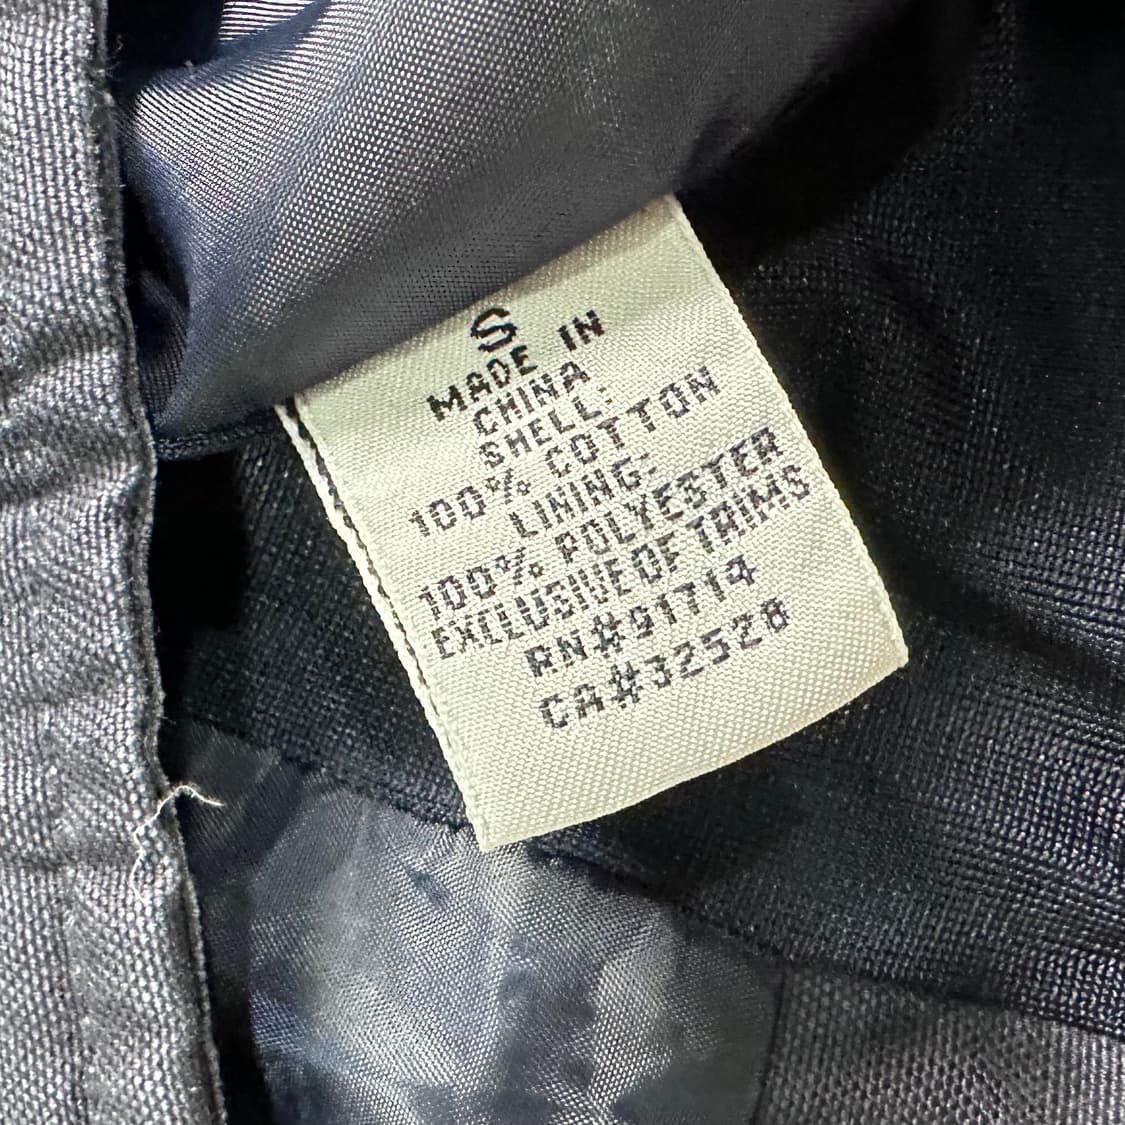 S
MADE IN
CHINA
SHELL:
100% COTTON
LINING:
100% POLYESTER
EXCLUSIVE OF TRIMS
RN#91714
CA#32528